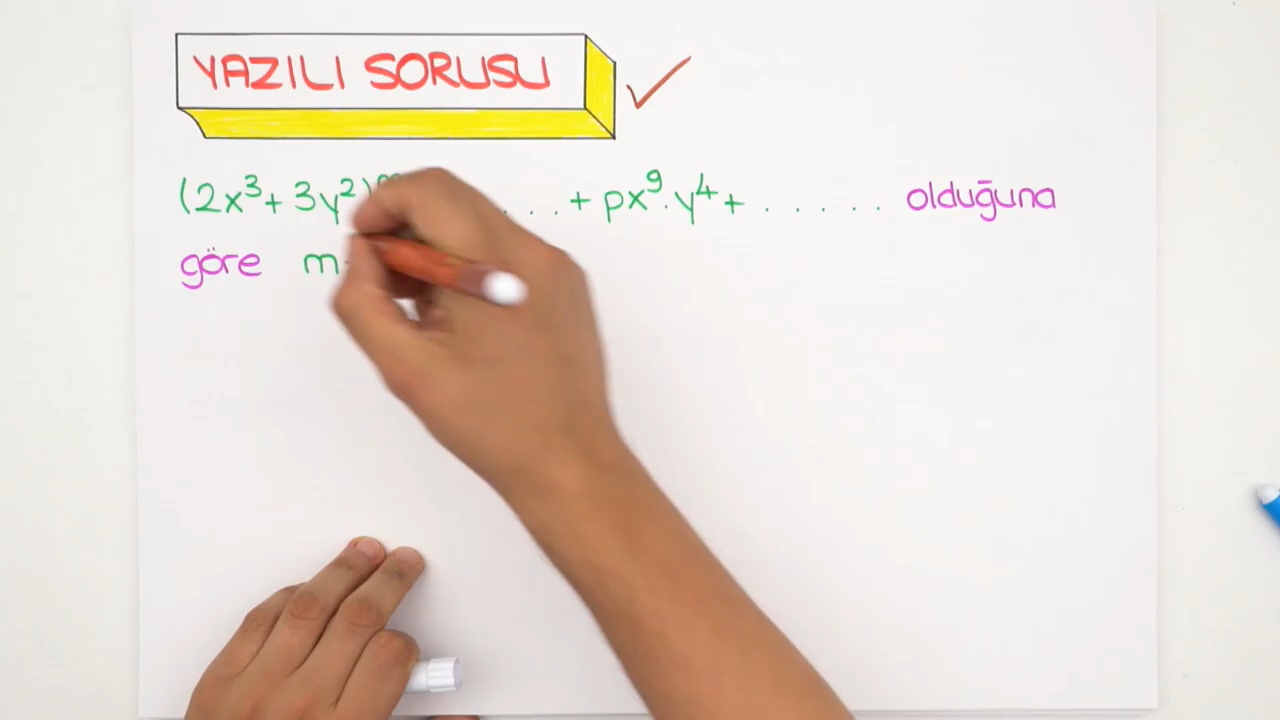 YAZILI SORUSU
(2x³+ 3y²) . . . + px⁹.y⁴+ . . . . . . olduğuna
göre m